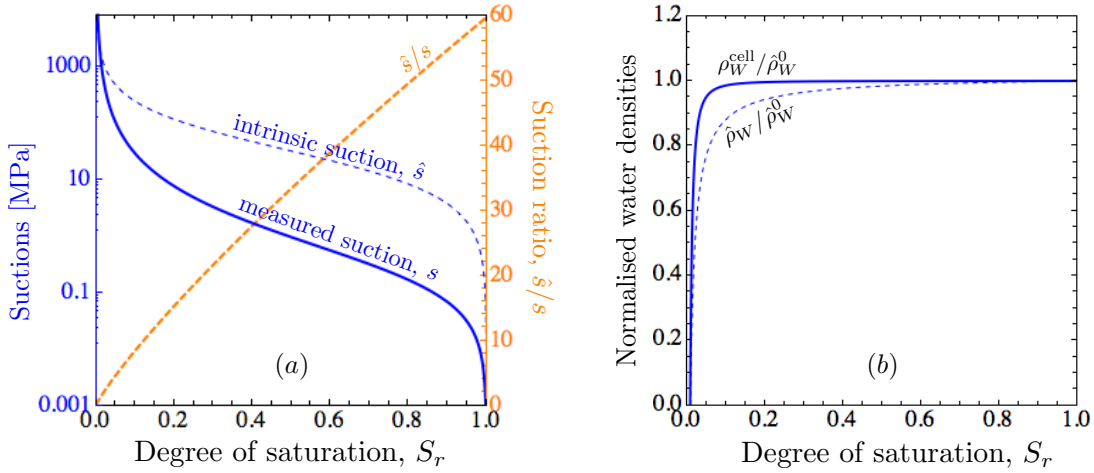 Suctions [MPa]
1000
10
0.1
0.001
0.0
0.2
0.4
0.6
0.8
1.0
Degree of saturation, S_r
intrinsic suction, ŝ
measured suction, s
ŝ/s
(a)
60
50
40
30
20
10
0
Suction ratio, ŝ/s
Normalised water densities
1.2
1.0
0.8
0.6
0.4
0.2
0.0
0.0
0.2
0.4
0.6
0.8
1.0
Degree of saturation, S_r
ρ_W^cell/ρ̂_W^0
ρ̂_W/ρ̂_W^0
(b)